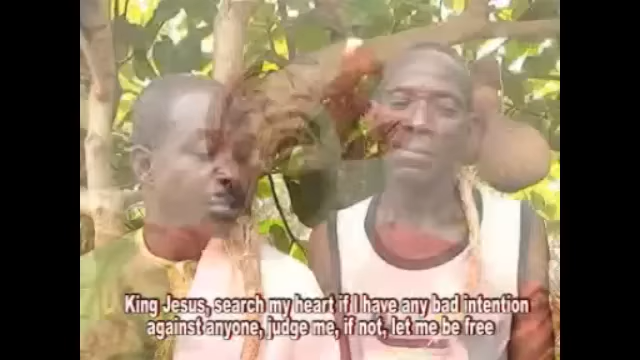 King Jesus, search my heart if I have any bad intention
against anyone, judge me, if not, let me be free